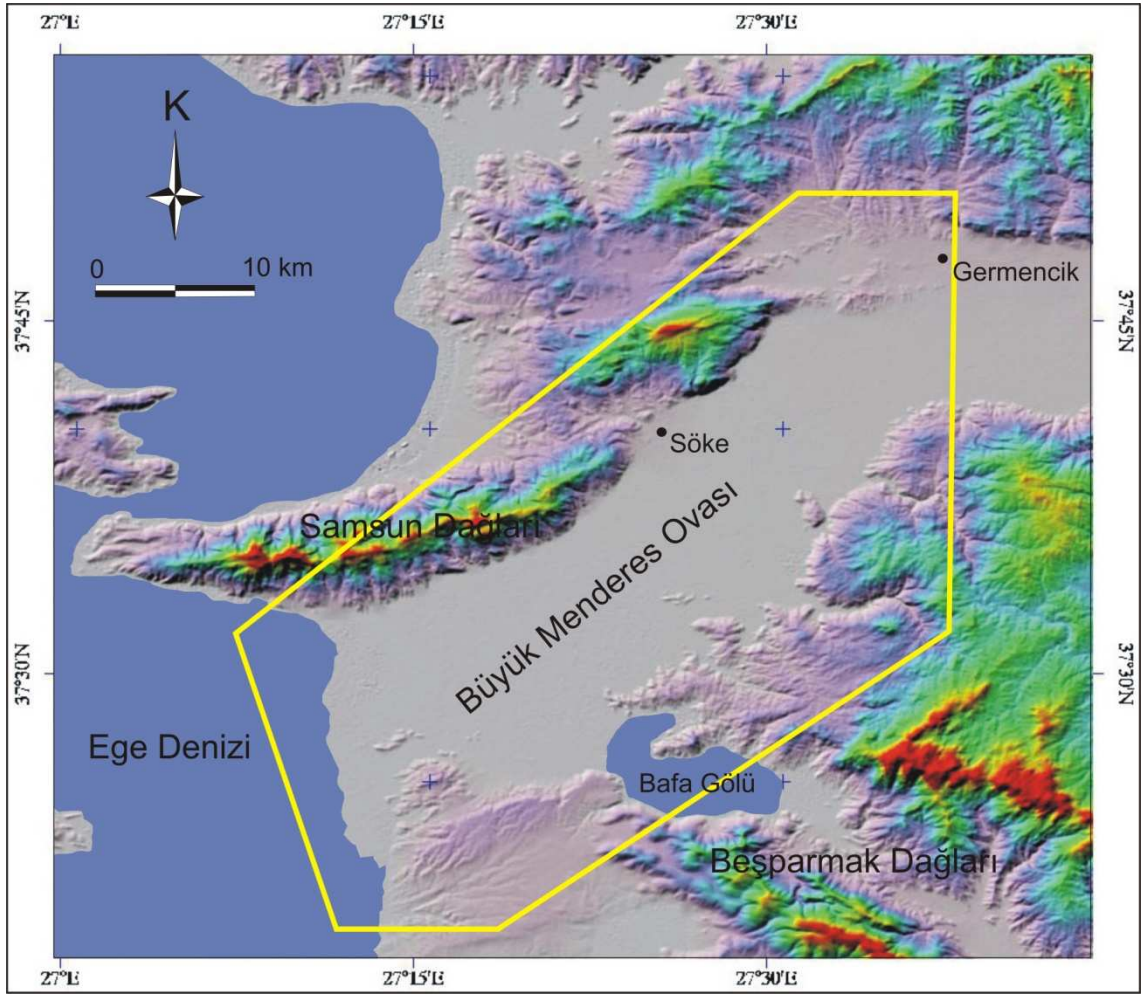 27°E 27°15'E 27°30'E
K
0 10 km
Germencik
37°45'N 37°45'N
Söke
Samsun Dağları
Büyük Menderes Ovası
37°30'N 37°30'N
Ege Denizi
Bafa Gölü
Beşparmak Dağları
27°E 27°15'E 27°30'E